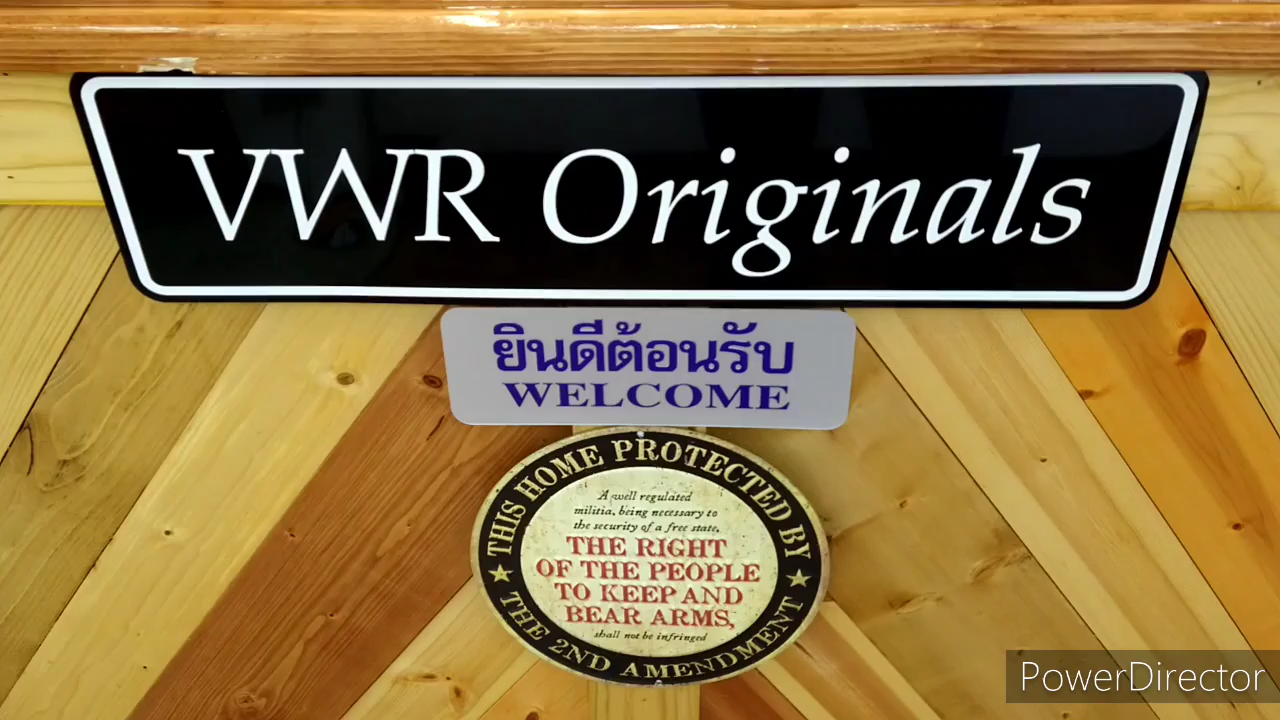 VWR Originals
ยินดีต้อนรับ
WELCOME
THIS HOME PROTECTED BY
A well regulated
militia, being necessary to
the security of a free state,
THE RIGHT
OF THE PEOPLE
TO KEEP AND
BEAR ARMS,
shall not be infringed
THE 2ND AMENDMENT
PowerDirector